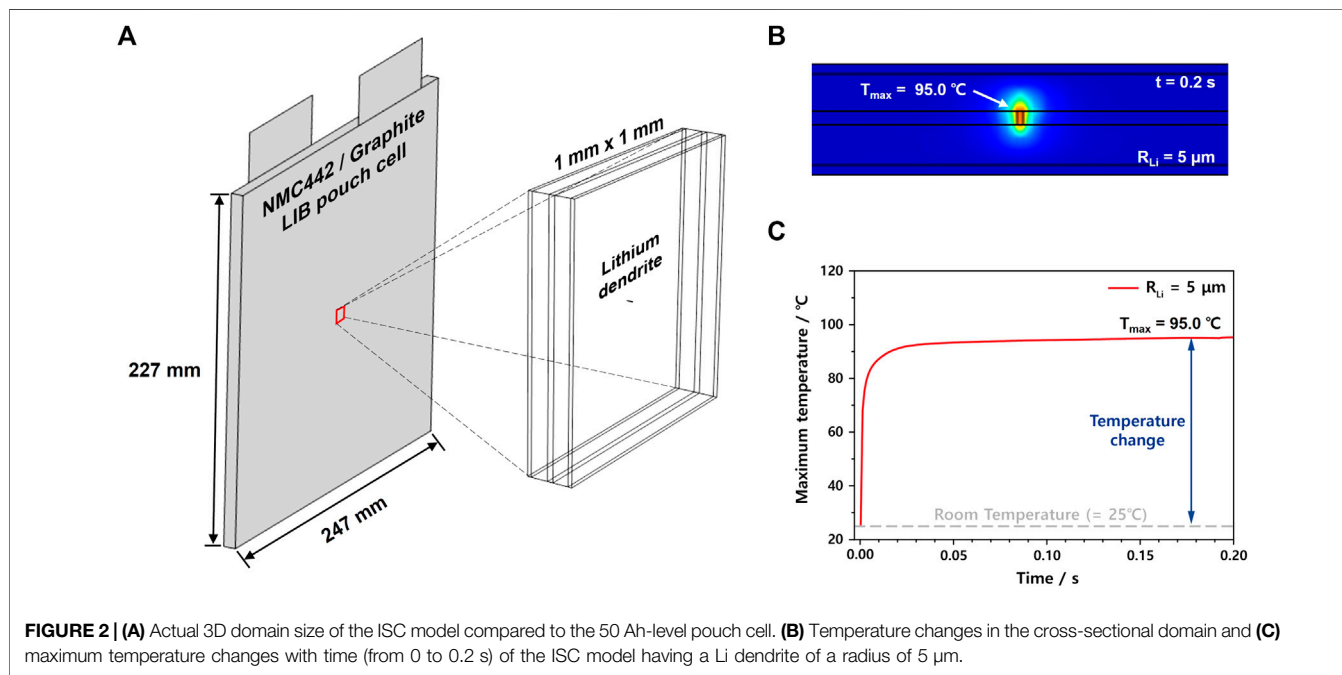 A
NMC442 / Graphite
LIB pouch cell
227 mm
247 mm
1 mm x 1 mm
Lithium
dendrite
B
t = 0.2 s
Tmax = 95.0 ℃
RLi = 5 μm
C
Maximum temperature / ℃
120
100
80
60
40
20
RLi = 5 μm
Tmax = 95.0 ℃
Temperature
change
Room Temperature (= 25℃)
0.00 0.05 0.10 0.15 0.20
Time / s
FIGURE 2 | (A) Actual 3D domain size of the ISC model compared to the 50 Ah-level pouch cell. (B) Temperature changes in the cross-sectional domain and (C)
maximum temperature changes with time (from 0 to 0.2 s) of the ISC model having a Li dendrite of a radius of 5 μm.